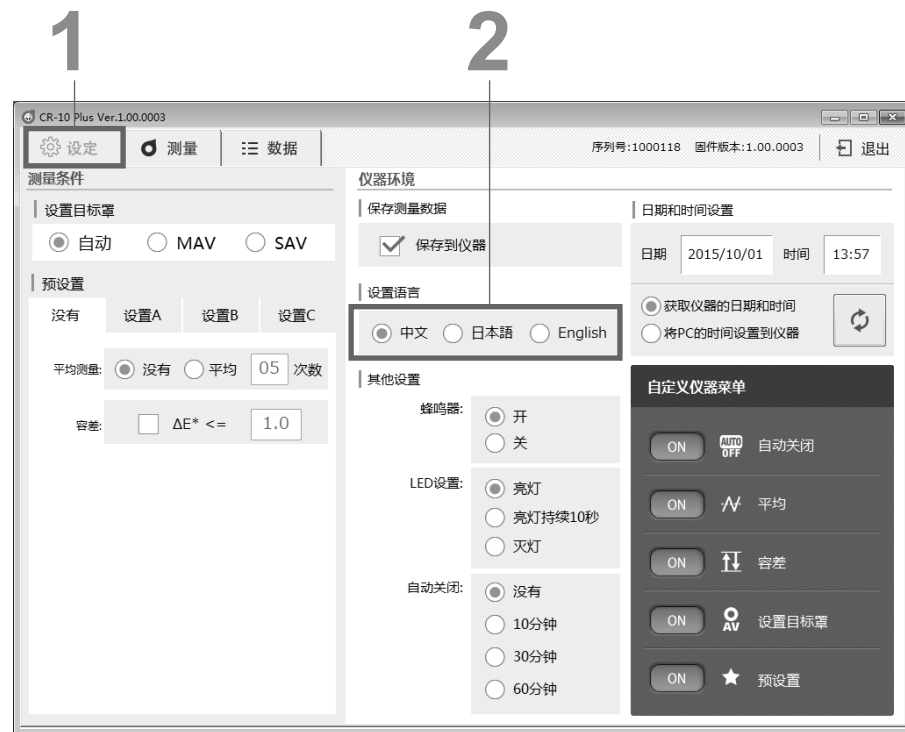 1
2
CR-10 Plus Ver.1.00.0003
设定
测量
数据
序列号:1000118 固件版本:1.00.0003
退出
测量条件
设置目标罩
自动 MAV SAV
预设置
没有 设置A 设置B 设置C
平均测量: 没有 平均 05 次数
容差: ΔE* <= 1.0
仪器环境
保存测量数据
保存到仪器
设置语言
中文 日本語 English
其他设置
蜂鸣器: 开
关
LED设置: 亮灯
亮灯持续10秒
灭灯
自动关闭: 没有
10分钟
30分钟
60分钟
日期和时间设置
日期 2015/10/01 时间 13:57
获取仪器的日期和时间
将PC的时间设置到仪器
自定义仪器菜单
ON AUTO OFF 自动关闭
ON 平均
ON 容差
ON AV 设置目标罩
ON 预设置